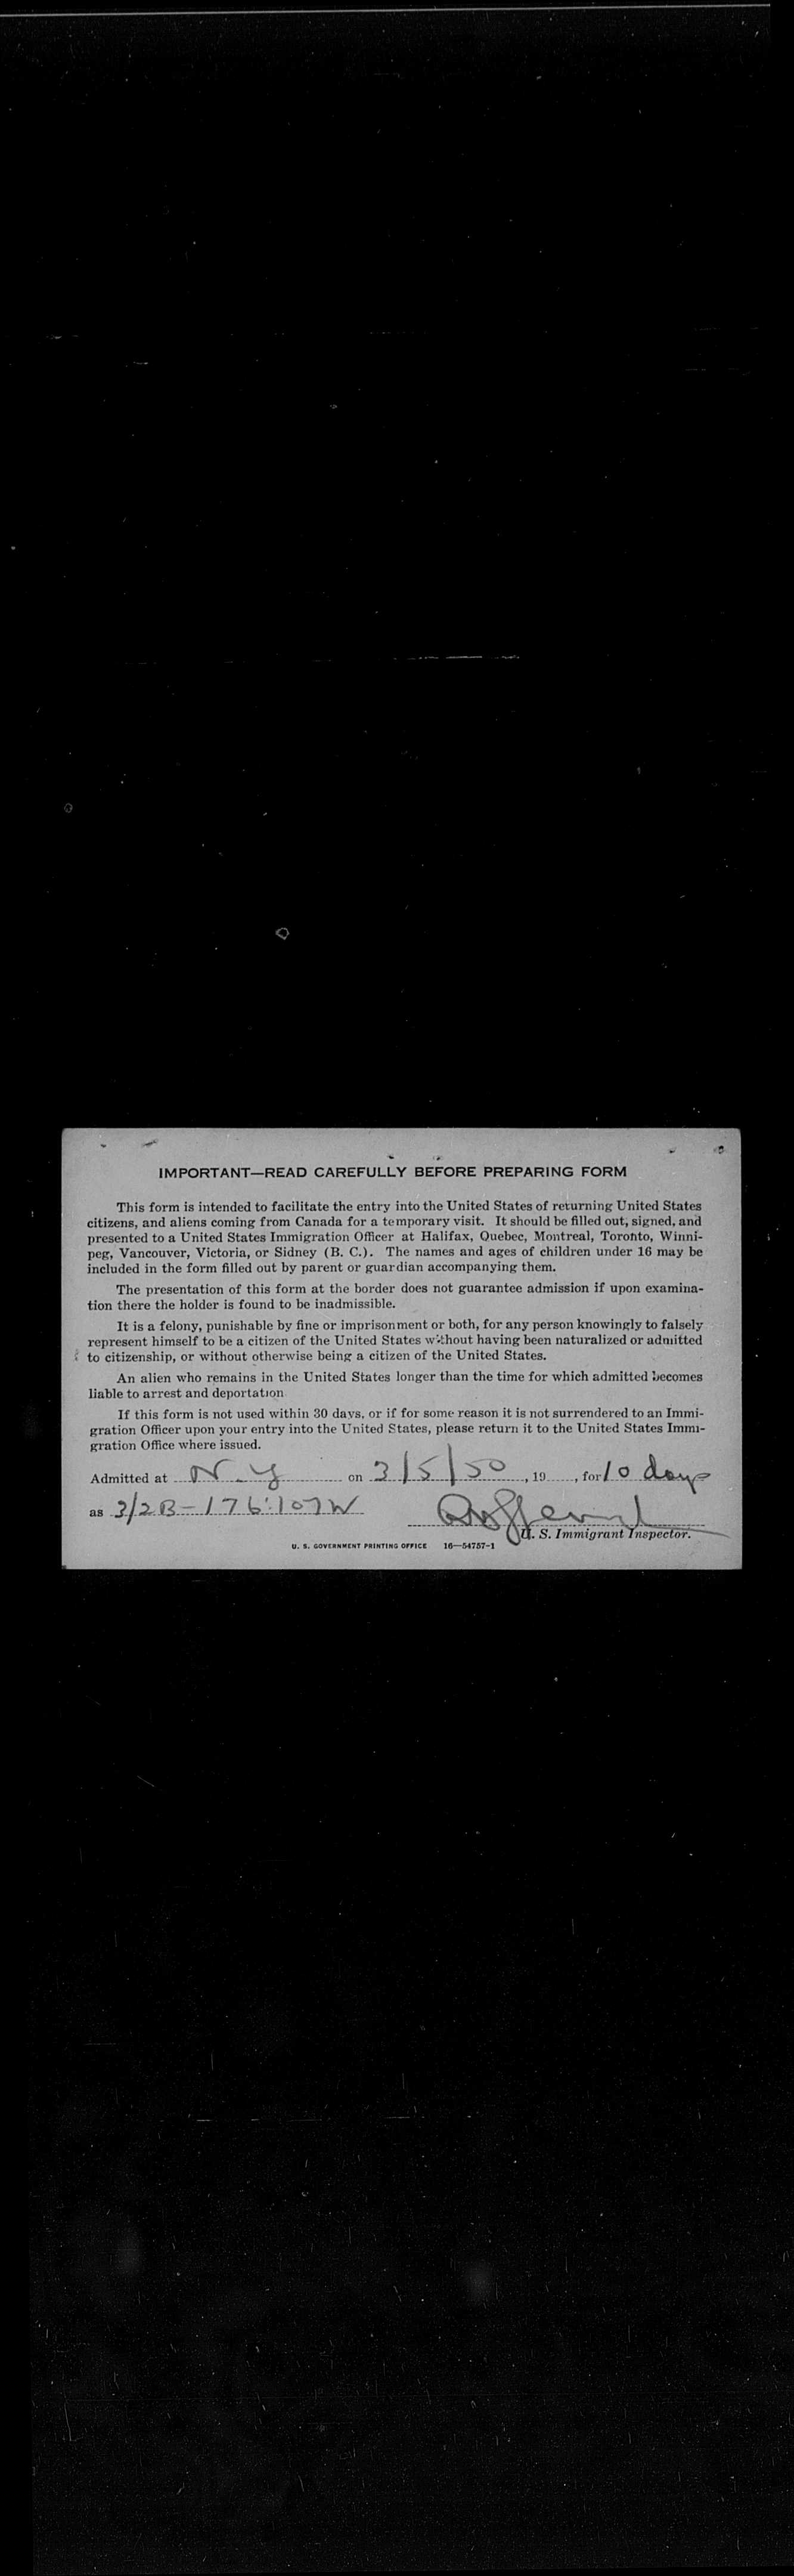 IMPORTANT—READ CAREFULLY BEFORE PREPARING FORM
This form is intended to facilitate the entry into the United States of returning United States
citizens, and aliens coming from Canada for a temporary visit. It should be filled out, signed, and
presented to a United States Immigration Officer at Halifax, Quebec, Montreal, Toronto, Winni-
peg, Vancouver, Victoria, or Sidney (B. C.). The names and ages of children under 16 may be
included in the form filled out by parent or guardian accompanying them.
The presentation of this form at the border does not guarantee admission if upon examina-
tion there the holder is found to be inadmissible.
It is a felony, punishable by fine or imprisonment or both, for any person knowingly to falsely
represent himself to be a citizen of the United States without having been naturalized or admitted
to citizenship, or without otherwise being a citizen of the United States.
An alien who remains in the United States longer than the time for which admitted becomes
liable to arrest and deportation
If this form is not used within 30 days, or if for some reason it is not surrendered to an Immi-
gration Officer upon your entry into the United States, please return it to the United States Immi-
gration Office where issued.
Admitted at N.Y on 3/5/50, 19, for 10 days
as 3/2B-176:107W
U. S. Immigrant Inspector.
U. S. GOVERNMENT PRINTING OFFICE 16—54757-1